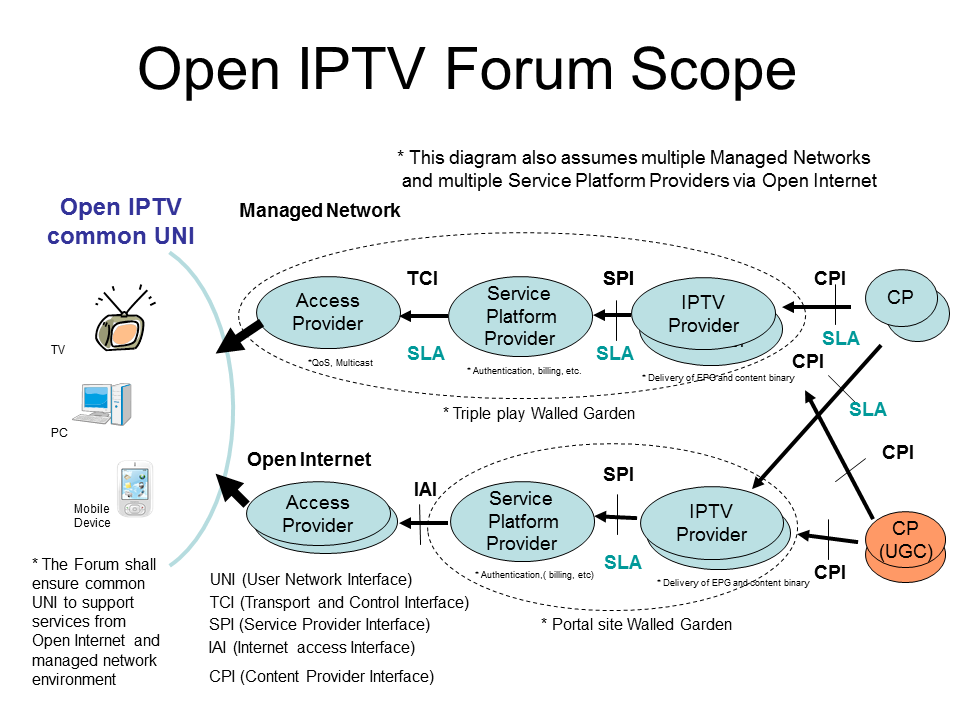 Open IPTV Forum Scope
* This diagram also assumes multiple Managed Networks
and multiple Service Platform Providers via Open Internet
Open IPTV
common UNI
Managed Network
TCI
SPI
CPI
Access
Provider
Service
Platform
Provider
IPTV
Provider
CP
SLA
SLA
SLA
CPI
TV
*QoS, Multicast
* Authentication, billing, etc.
* Delivery of EPG and content binary
SLA
* Triple play Walled Garden
PC
CPI
Open Internet
SPI
IAI
Mobile
Device
Access
Provider
Service
Platform
Provider
IPTV
Provider
CP
(UGC)
SLA
CPI
* Authentication,( billing, etc)
* Delivery of EPG and content binary
* The Forum shall
ensure common
UNI to support
services from
Open Internet and
managed network
environment
UNI (User Network Interface)
TCI (Transport and Control Interface)
SPI (Service Provider Interface)
IAI (Internet access Interface)
CPI (Content Provider Interface)
* Portal site Walled Garden